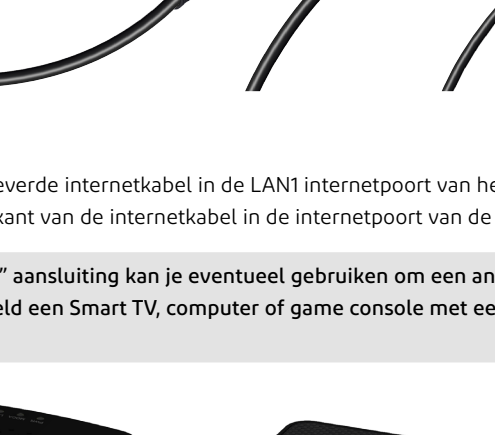 everde internetkabel in de LAN1 internetpoort van he
kant van de internetkabel in de internetpoort van de
” aansluiting kan je eventueel gebruiken om een an
eld een Smart TV, computer of game console met ee